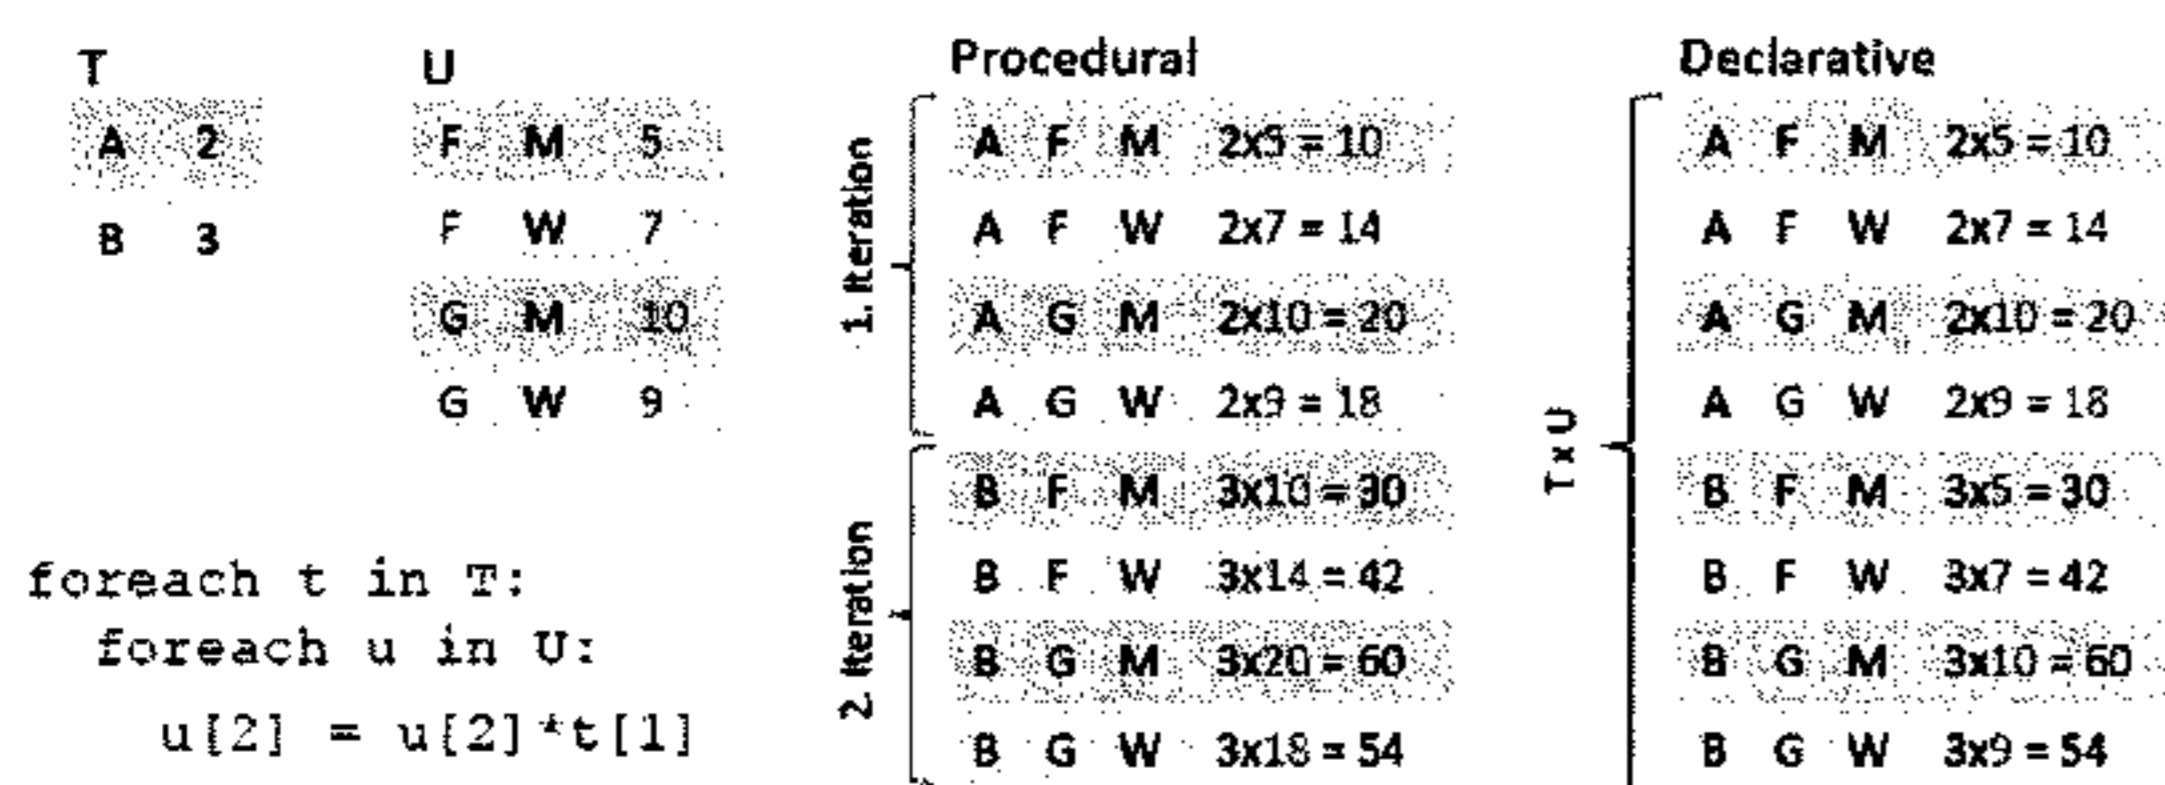 T
A 2
B 3
U
F M 5
F W 7
G M 10
G W 9
foreach t in T:
foreach u in U:
u[2] = u[2]*t[1]
Procedural
1. Iteration
A F M 2x5 = 10
A F W 2x7 = 14
A G M 2x10 = 20
A G W 2x9 = 18
2. Iteration
B F M 3x10 = 30
B F W 3x14 = 42
B G M 3x20 = 60
B G W 3x18 = 54
Declarative
T x U
A F M 2x5 = 10
A F W 2x7 = 14
A G M 2x10 = 20
A G W 2x9 = 18
B F M 3x5 = 30
B F W 3x7 = 42
B G M 3x10 = 60
B G W 3x9 = 54